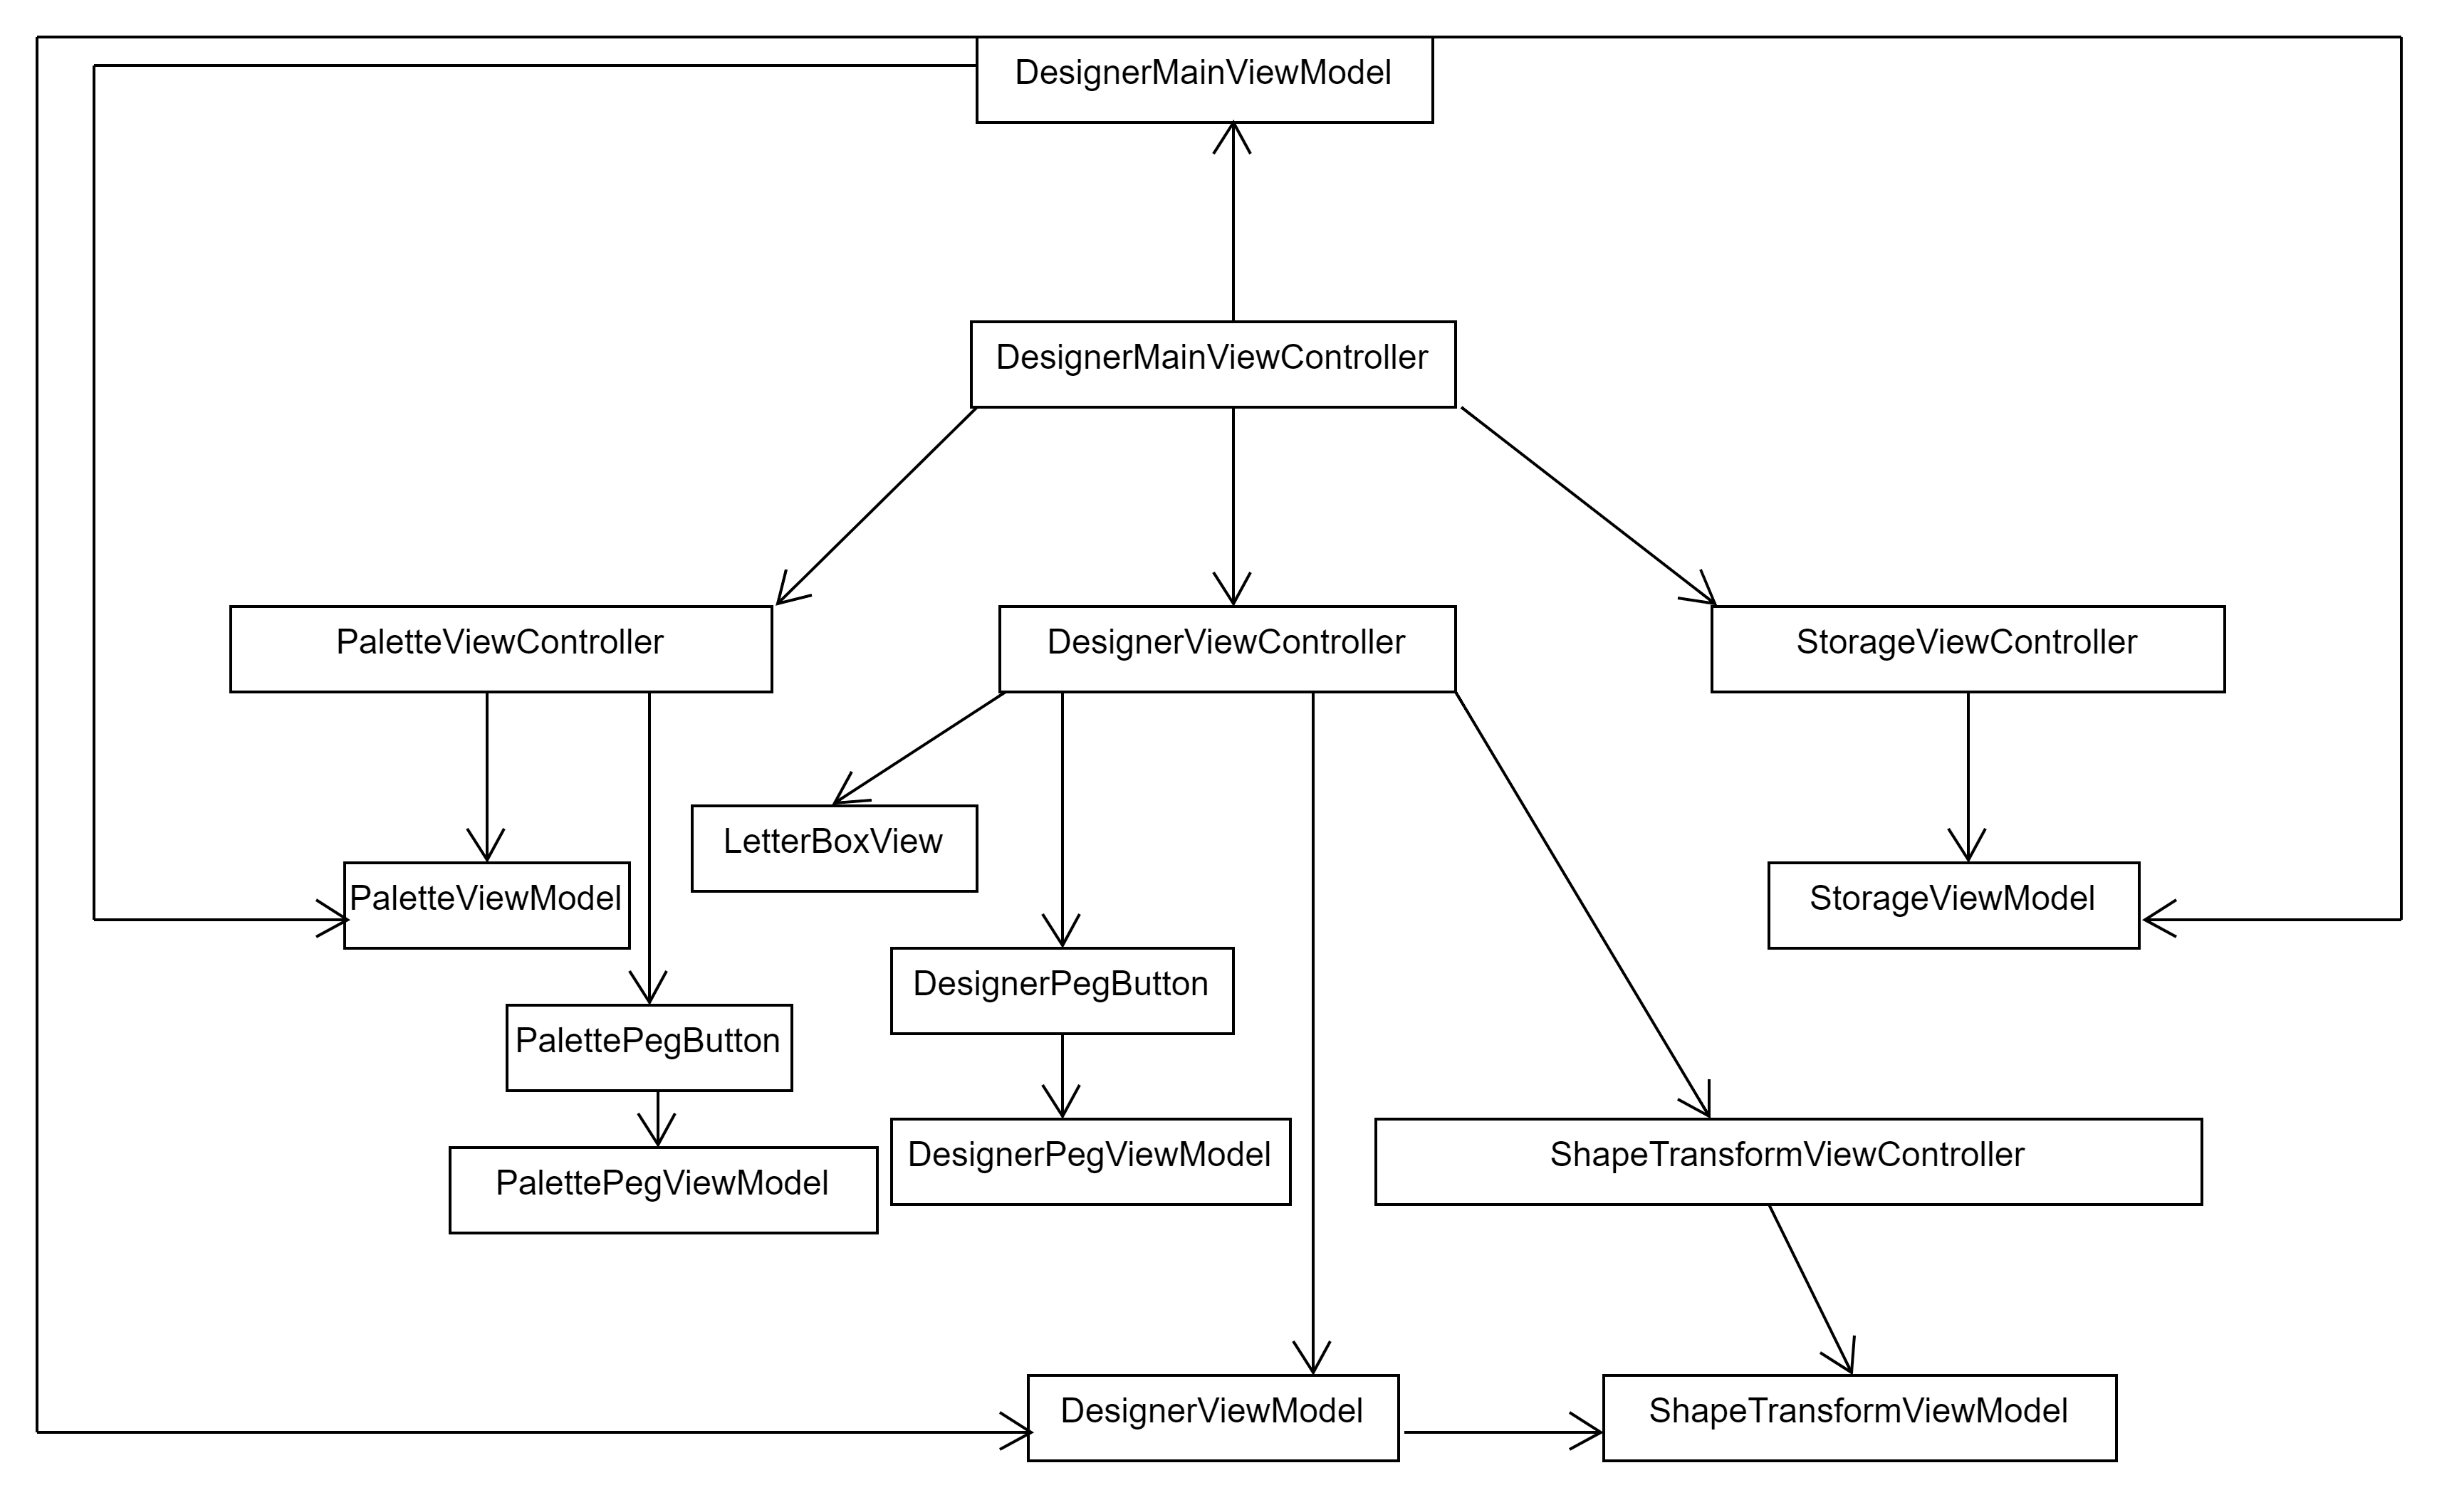 DesignerMainViewModel
DesignerMainViewController
PaletteViewController
DesignerViewController
StorageViewController
LetterBoxView
PaletteViewModel
StorageViewModel
DesignerPegButton
PalettePegButton
DesignerPegViewModel
ShapeTransformViewController
PalettePegViewModel
DesignerViewModel
ShapeTransformViewModel